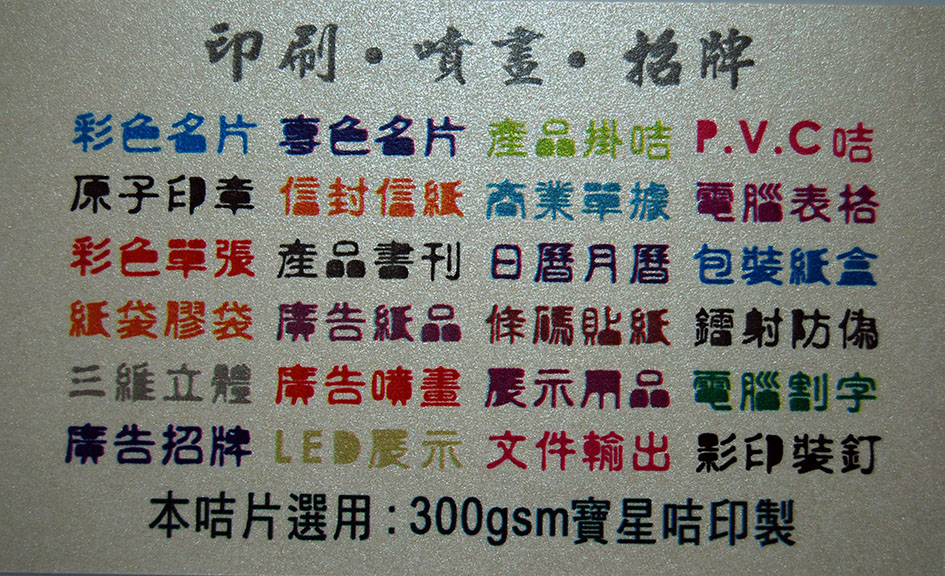 印刷·噴畫·招牌
彩色名片 專色名片 產品掛咭 P.V.C咭
原子印章 信封信紙 商業單據 電腦表格
彩色單張 產品書刊 日曆月曆 包裝紙盒
紙袋膠袋 廣告紙品 條碼貼紙 鐳射防偽
三維立體 廣告噴畫 展示用品 電腦割字
廣告招牌 LED展示 文件輸出 影印裝釘
本咭片選用:300gsm寶星咭印製